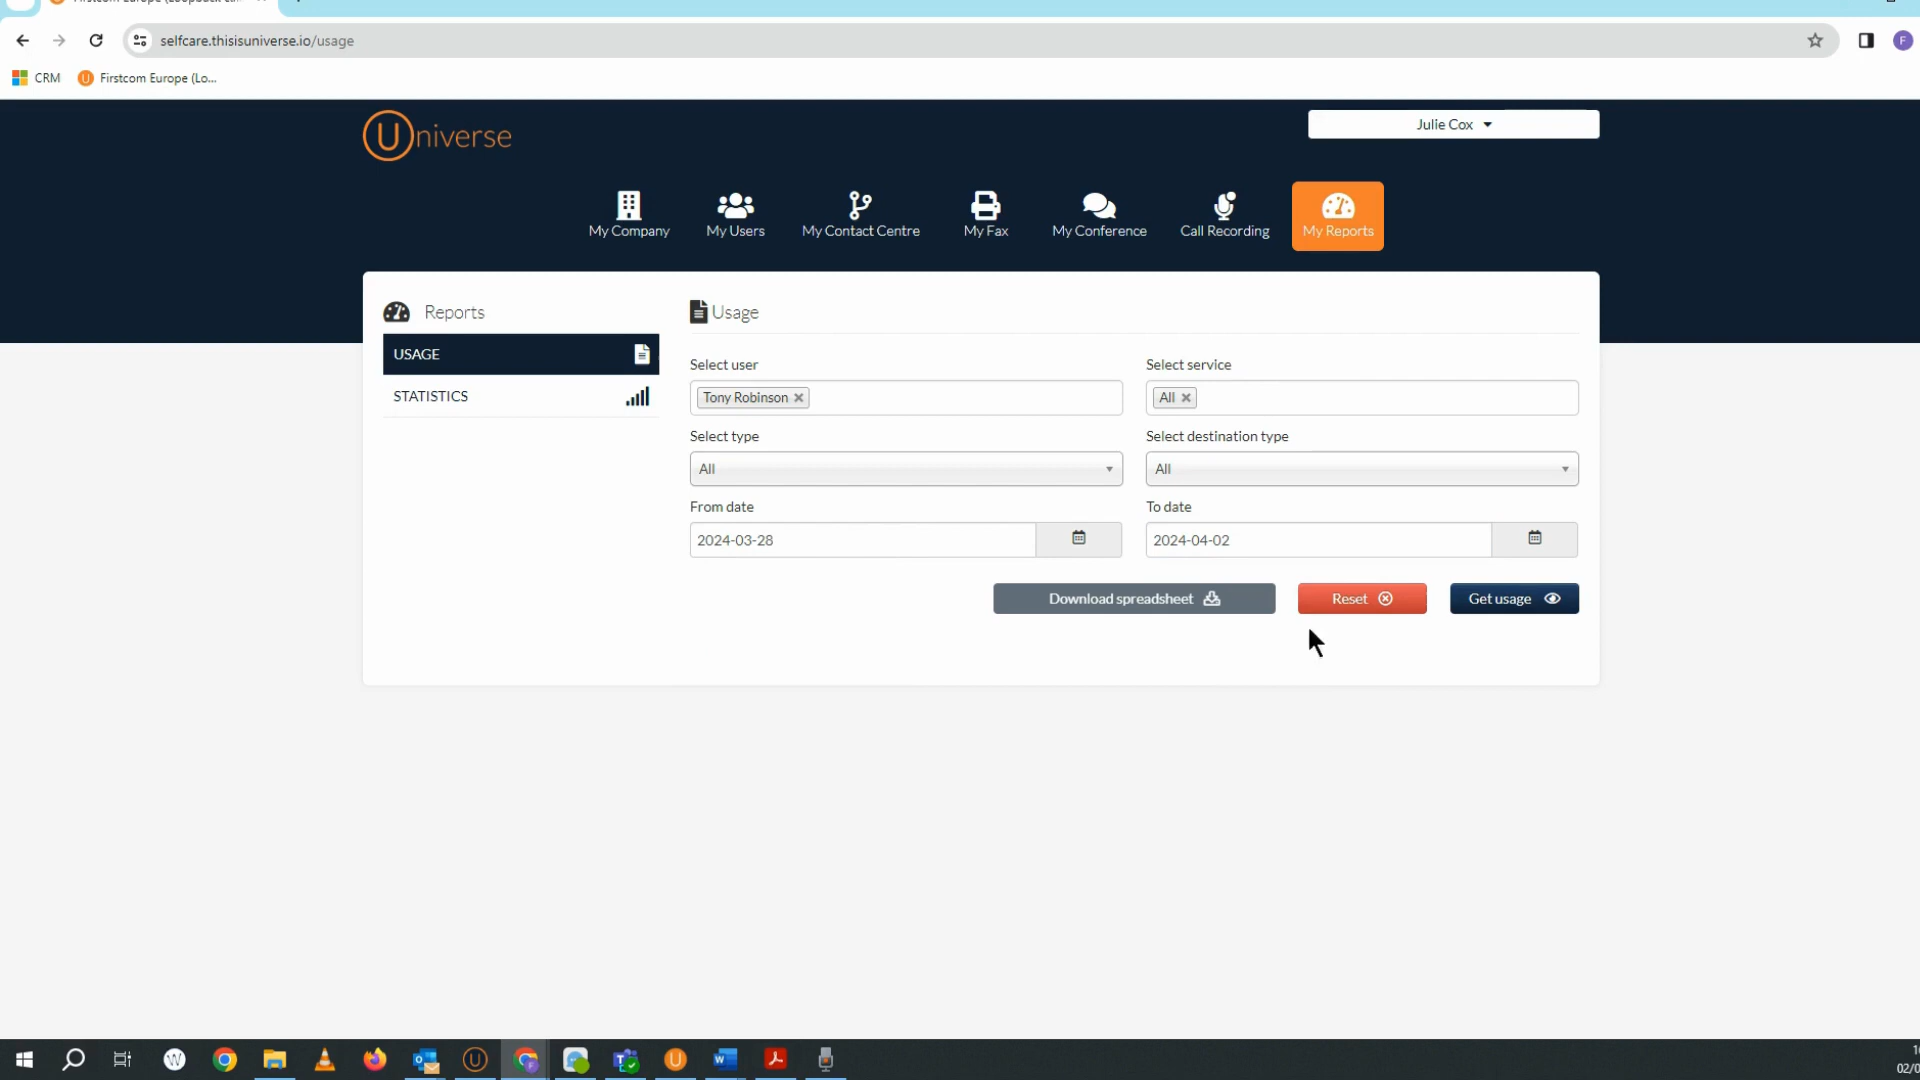 selfcare.thisisuniverse.io/usage
F
CRM
Firstcom Europe (Lo...
Universe
Julie Cox
My Company
My Users
My Contact Centre
My Fax
My Conference
Call Recording
My Reports
Reports
Usage
USAGE
STATISTICS
Select user
Select service
Tony Robinson
All
Select type
Select destination type
All
All
From date
To date
2024-03-28
2024-04-02
Download spreadsheet
Reset
Get usage